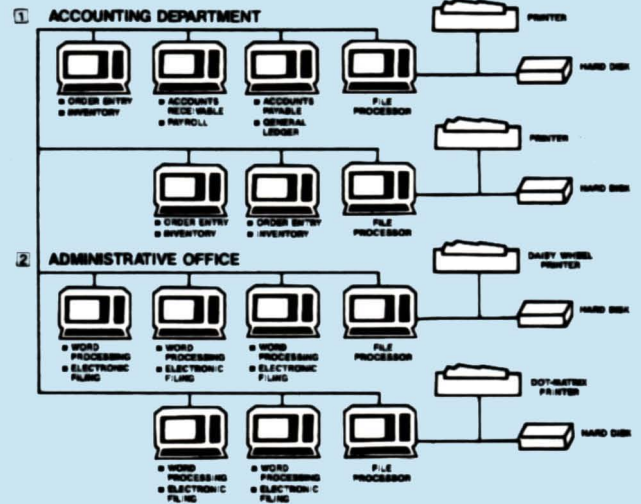 1 ACCOUNTING DEPARTMENT
PRINTER
HARD DISK
ORDER ENTRY
INVENTORY
ACCOUNTS
RECEIVABLE
PAYROLL
ACCOUNTS
PAYABLE
GENERAL
LEDGER
FILE
PROCESSOR
PRINTER
HARD DISK
ORDER ENTRY
INVENTORY
ORDER ENTRY
INVENTORY
FILE
PROCESSOR
2 ADMINISTRATIVE OFFICE
DAISY WHEEL
PRINTER
HARD DISK
WORD
PROCESSING
ELECTRONIC
FILING
WORD
PROCESSING
ELECTRONIC
FILING
WORD
PROCESSING
ELECTRONIC
FILING
FILE
PROCESSOR
DOT-MATRIX
PRINTER
HARD DISK
WORD
PROCESSING
ELECTRONIC
FILING
WORD
PROCESSING
ELECTRONIC
FILING
FILE
PROCESSOR